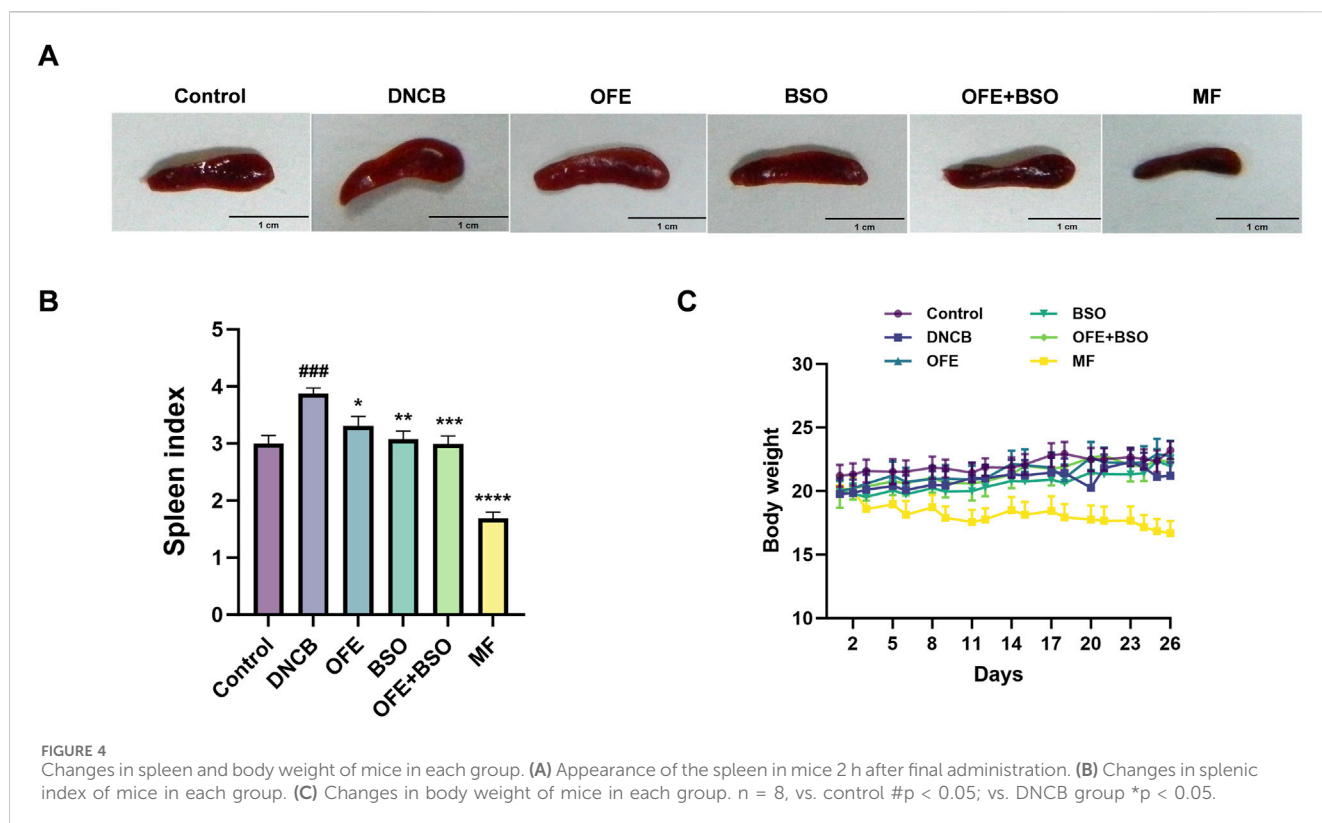 A
Control DNCB OFE BSO OFE+BSO MF
1 cm 1 cm 1 cm 1 cm 1 cm 1 cm
B
Spleen index
5
4
3
2
1
0
###
*
**
***
****
Control DNCB OFE BSO OFE+BSO MF
C
Control BSO
DNCB OFE+BSO
OFE MF
Body weight
30
25
20
15
10
2 5 8 11 14 17 20 23 26
Days
FIGURE 4
Changes in spleen and body weight of mice in each group. (A) Appearance of the spleen in mice 2 h after final administration. (B) Changes in splenic
index of mice in each group. (C) Changes in body weight of mice in each group. n = 8, vs. control #p < 0.05; vs. DNCB group *p < 0.05.